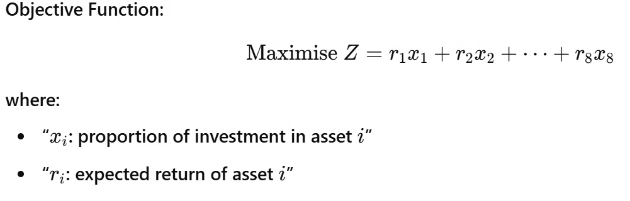 Objective Function:
Maximise Z = r₁x₁ + r₂x₂ + ··· + r₈x₈
where:
• “xᵢ: proportion of investment in asset i”
• “rᵢ: expected return of asset i”